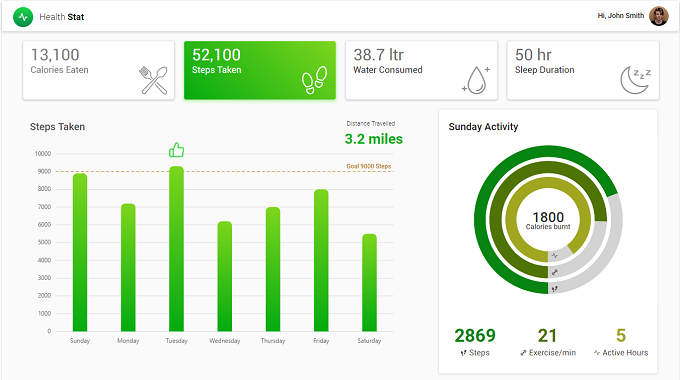 Health Stat
Hi, John Smith
13,100
Calories Eaten
52,100
Steps Taken
38.7 ltr
Water Consumed
50 hr
Sleep Duration
z z z
Steps Taken
Distance Travelled
3.2 miles
Goal 9000 Steps
10000
9000
8000
7000
6000
5000
4000
3000
2000
1000
0
Sunday Monday Tuesday Wednesday Thursday Friday Saturday
Sunday Activity
1800
Calories burnt
2869
Steps
21
Exercise/min
5
Active Hours